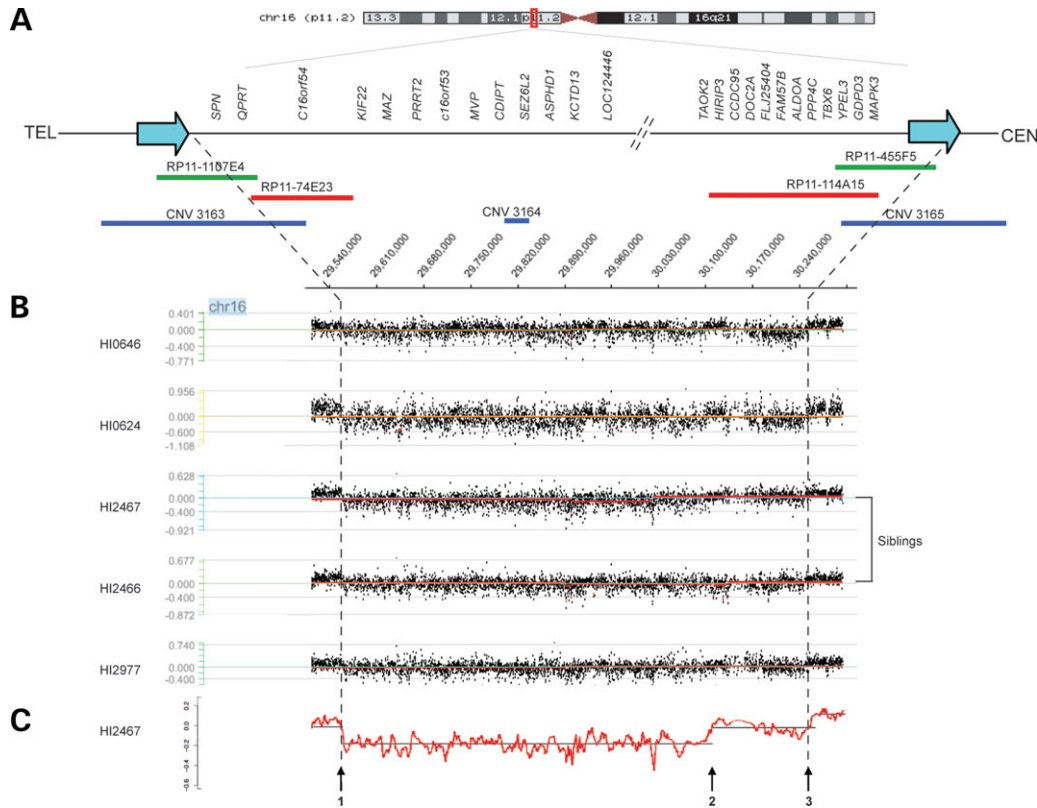 A
chr16 (p11.2) 13.3 12.1 p11.2 12.1 16q21
SPN QPRT C16orf54 KIF22 MAZ PRRT2 c16orf53 MVP CDIPT SEZ6L2 ASPHD1 KCTD13 LOC124446 TAOK2 HIRIP3 CCDC95 DOC2A FLJ25404 FAM57B ALDOA PPP4C TBX6 YPEL3 GDPD3 MAPK3
TEL CEN
RP11-1107E4 RP11-455F5
RP11-74E23 RP11-114A15
CNV 3163 CNV 3164 CNV 3165
29,540,000 29,610,000 29,680,000 29,750,000 29,820,000 29,890,000 29,960,000 30,030,000 30,100,000 30,170,000 30,240,000
B
chr16
HI0646
0.401
0.000
-0.400
-0.771
HI0624
0.956
0.000
-0.600
-1.108
HI2467
0.628
0.000
-0.400
-0.921
Siblings
HI2466
0.677
0.000
-0.400
-0.872
HI2977
0.740
0.000
-0.400
C
HI2467
0.2
0.0
-0.2
-0.4
-0.6
1 2 3